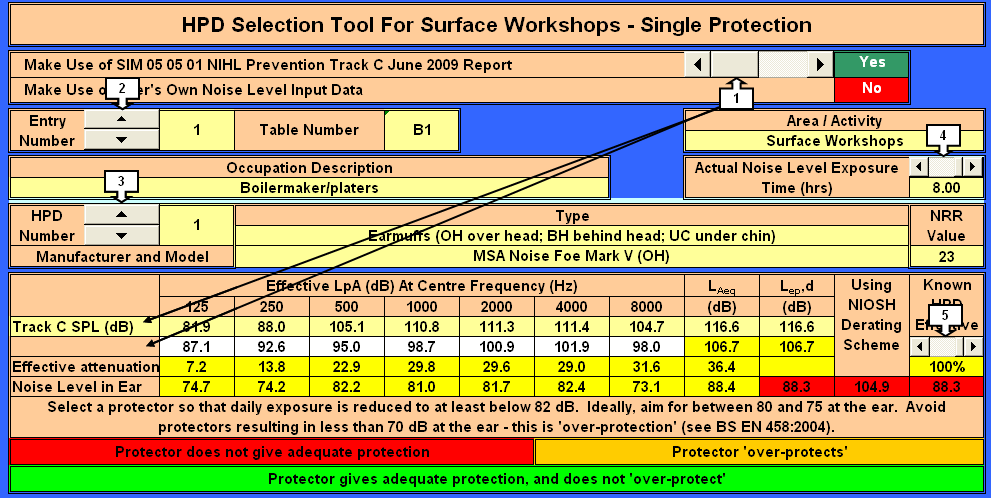 HPD Selection Tool For Surface Workshops - Single Protection
Make Use of SIM 05 05 01 NIHL Prevention Track C June 2009 Report
Yes
Make Use o 's Own Noise Level Input Data
No
2
1
Entry
Number
1
Table Number
B1
Area / Activity
Surface Workshops
4
Occupation Description
Boilermaker/platers
Actual Noise Level Exposure
Time (hrs)
8.00
3
HPD
Number
1
Manufacturer and Model
Type
Earmuffs (OH over head; BH behind head; UC under chin)
MSA Noise Foe Mark V (OH)
NRR
Value
23
Effective LpA (dB) At Centre Frequency (Hz)
LAeq
Lep,d
Using
NIOSH
Derating
Scheme
Known
Effective
5
125 250 500 1000 2000 4000 8000 (dB) (dB)
Track C SPL (dB) 81.9 88.0 105.1 110.8 111.3 111.4 104.7 116.6 116.6
87.1 92.6 95.0 98.7 100.9 101.9 98.0 106.7 106.7
Effective attenuation 7.2 13.8 22.9 29.8 29.6 29.0 31.6 36.4 100%
Noise Level in Ear 74.7 74.2 82.2 81.0 81.7 82.4 73.1 88.4 88.3 104.9 88.3
Select a protector so that daily exposure is reduced to at least below 82 dB. Ideally, aim for between 80 and 75 at the ear. Avoid
protectors resulting in less than 70 dB at the ear - this is 'over-protection' (see BS EN 458:2004).
Protector does not give adequate protection
Protector 'over-protects'
Protector gives adequate protection, and does not 'over-protect'